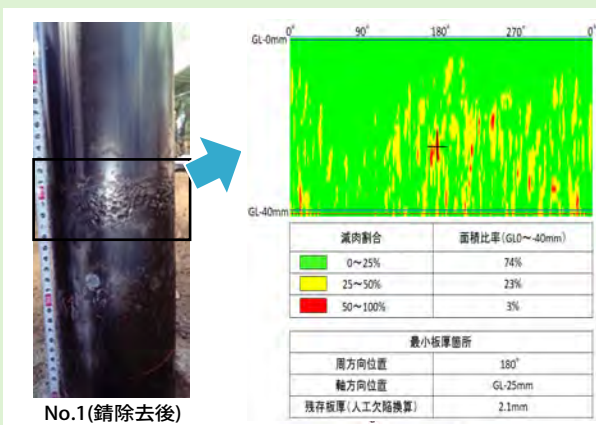 0° 90° 180° 270° 0°
GL-0mm
GL-40mm
減肉割合 面積比率(GL0～-40mm)
0～25% 74%
25～50% 23%
50～100% 3%
最小板厚箇所
周方向位置 180°
軸方向位置 GL-25mm
残存板厚(人工欠陥換算) 2.1mm
No.1(錆除去後)